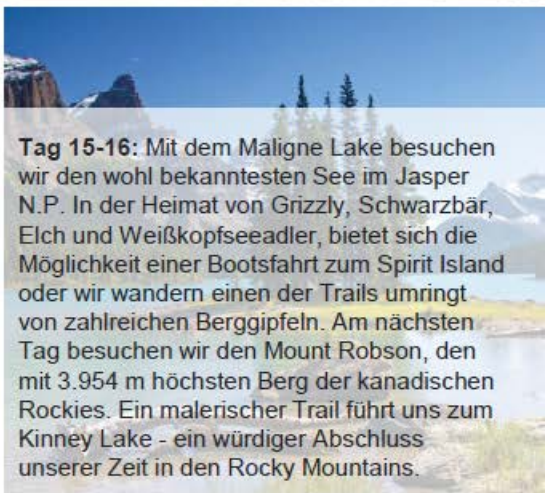 Tag 15-16: Mit dem Maligne Lake besuchen
wir den wohl bekanntesten See im Jasper
N.P. In der Heimat von Grizzly, Schwarzbär,
Elch und Weißkopfseeadler, bietet sich die
Möglichkeit einer Bootsfahrt zum Spirit Island
oder wir wandern einen der Trails umringt
von zahlreichen Berggipfeln. Am nächsten
Tag besuchen wir den Mount Robson, den
mit 3.954 m höchsten Berg der kanadischen
Rockies. Ein malerischer Trail führt uns zum
Kinney Lake - ein würdiger Abschluss
unserer Zeit in den Rocky Mountains.